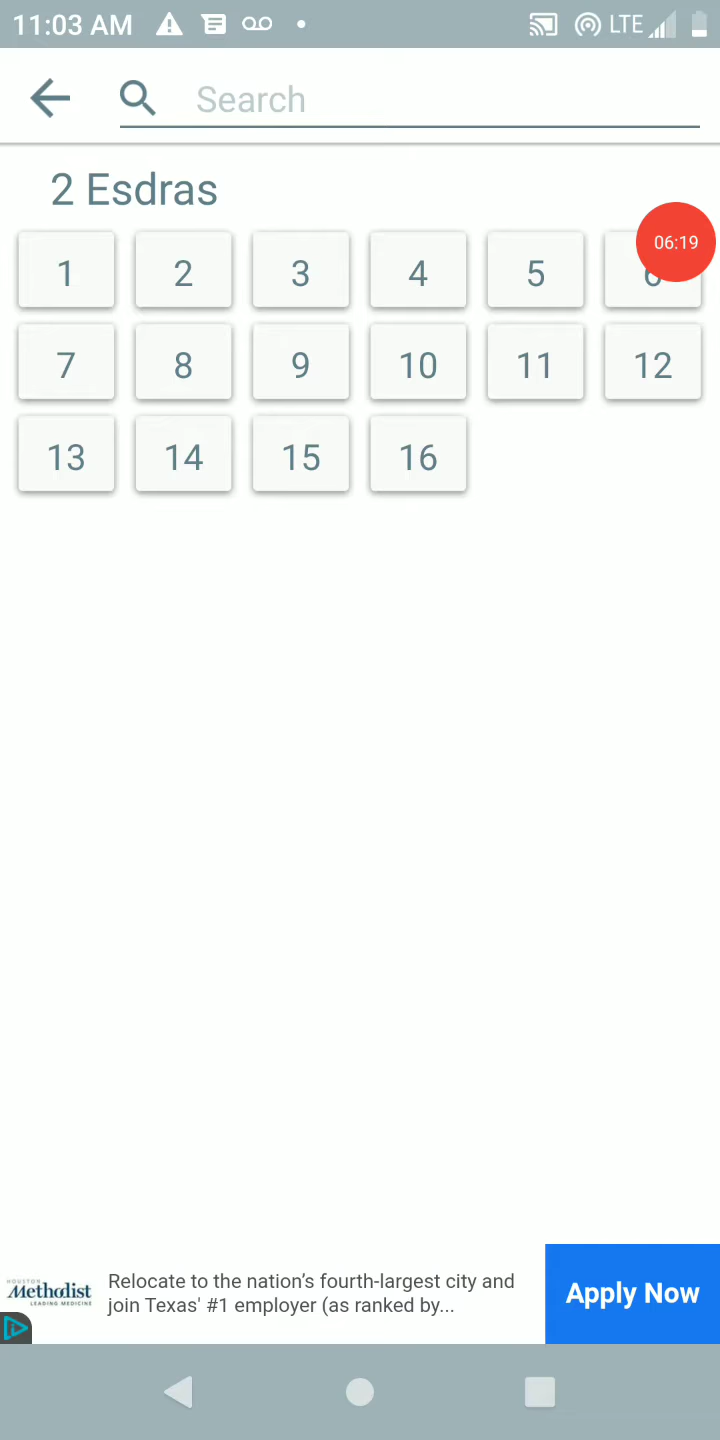 11:03 AM LTE
Search
2 Esdras
06:19
1 2 3 4 5 6
7 8 9 10 11 12
13 14 15 16
HOUSTON
Methodist
LEADING MEDICINE
Relocate to the nation's fourth-largest city and
join Texas' #1 employer (as ranked by...
Apply Now